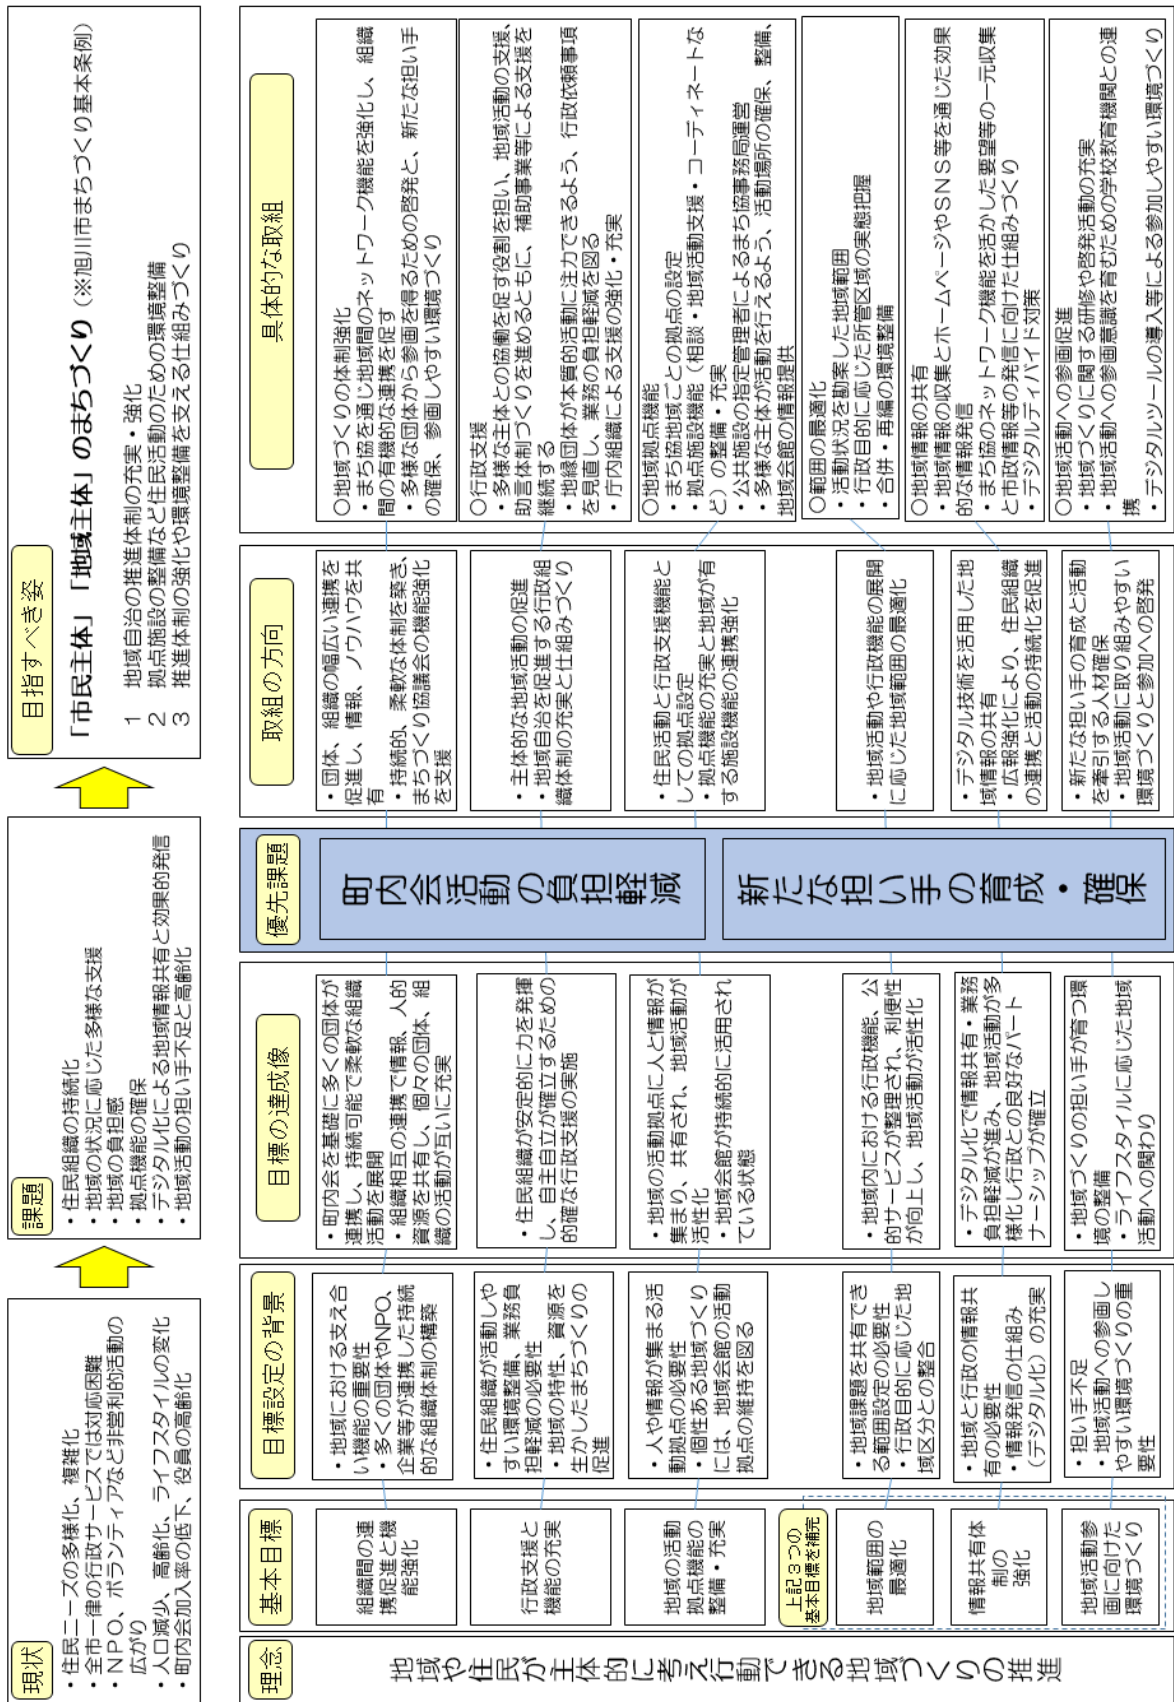 現状
・住民ニーズの多様化、複雑化
・全市一律の行政サービスでは対応困難
・ＮＰＯ、ボランティアなど非営利的活動の
広がり
・人口減少、高齢化、ライフスタイルの変化
・町内会加入率の低下、役員の高齢化
課題
・住民組織の持続化
・地域の状況に応じた多様な支援
・地域の負担感
・拠点機能の確保
・デジタル化による地域情報共有と効果的発信
・地域活動の担い手不足と高齢化
目指すべき姿
「市民主体」「地域主体」のまちづくり（※旭川市まちづくり基本条例）
１　地域自治の推進体制の充実・強化
２　拠点施設の整備など住民活動のための環境整備
３　推進体制の強化や環境整備を支える仕組みづくり
理念
地域や住民が主体的に考え行動できる地域づくりの推進
基本目標
組織間の連
携促進と機
能強化
行政支援と
機能の充実
地域の活動
拠点機能の
整備・充実
上記３つの
基本目標を補完
地域範囲の
最適化
情報共有体
制の
強化
地域活動参
画に向けた
環境づくり
目標設定の背景
・地域における支え合
い機能の重要性
・多くの団体やNPO、
企業等が連携した持続
的な組織体制の構築
・住民組織が活動しや
すい環境整備、業務負
担軽減の必要性
・地域の特性、資源を
生かしたまちづくりの
促進
・人や情報が集まる活
動拠点の必要性
・個性ある地域づくり
には、地域会館の活動
拠点の維持を図る
・地域課題を共有でき
る範囲設定の必要性
・行政目的に応じた地
域区分との整合
・地域と行政の情報共
有の必要性
・情報発信の仕組み
（デジタル化）の充実
・担い手不足
・地域活動への参画し
やすい環境づくりの重
要性
目標の達成像
・町内会を基礎に多くの団体が
連携し、持続可能で柔軟な組織
活動を展開
・組織相互の連携で情報、人的
資源を共有し、個々の団体、組
織の活動が互いに充実
・住民組織が安定的に力を発揮
し、自主自立が確立するための
的確な行政支援の実施
・地域の活動拠点に人と情報が
集まり、共有され、地域活動が
活性化
・地域会館が持続的に活用され
ている状態
・地域内における行政機能、公
的サービスが整理され、利便性
が向上し、地域活動が活性化
・デジタル化で情報共有・業務
負担軽減が進み、地域活動が多
様化し行政との良好なパート
ナーシップが確立
・地域づくりの担い手が育つ環
境の整備
・ライフスタイルに応じた地域
活動への関わり
優先課題
町内会活動の負担軽減
新たな担い手の育成・確保
取組の方向
・団体、組織の幅広い連携を
促進し、情報、ノウハウを共
有
・持続的、柔軟な体制を築き、
まちづくり協議会の機能強化
を支援
・主体的な地域活動の促進
・地域自治を促進する行政組
織体制の充実と仕組みづくり
・住民活動と行政支援機能と
しての拠点設定
・拠点機能の充実と地域が有
する施設機能の連携強化
・地域活動や行政機能の展開
に応じた地域範囲の最適化
・デジタル技術を活用した地
域情報の共有
・広報強化により、住民組織
の連携と活動の持続化を促進
・新たな担い手の育成と活動
を牽引する人材確保
・地域活動に取り組みやすい
環境づくりと参加への啓発
具体的な取組
○地域づくりの体制強化
・まち協を通じ地域間のネットワーク機能を強化し、組織
間の有機的な連携を促す
・多様な団体から参画を得るための啓発と、新たな担い手
の確保、参画しやすい環境づくり
○行政支援
・多様な主体との協働を促す役割を担い、地域活動の支援、
助言体制づくりを進めるともに、補助事業等による支援を
継続する
・地縁団体が本質的活動に注力できるよう、行政依頼事項
を見直し、業務の負担軽減を図る
・庁内組織による支援の強化・充実
○地域拠点機能
・まち協地域ごとの拠点の設定
・拠点施設機能（相談・地域活動支援・コーディネートな
ど）の整備・充実
・公共施設の指定管理者によるまち協事務局運営
・多様な主体が活動を行えるよう、活動場所の確保、整備、
地域会館の情報提供
○範囲の最適化
・活動状況を勘案した地域範囲
・行政目的に応じた所管区域の実態把握
・合併・再編の環境整備
○地域情報の共有
・地域情報の収集とホームページやＳＮＳ等を通じた効果
的な情報発信
・まち協のネットワーク機能を活かした要望等の一元収集
と市政情報等の発信に向けた仕組みづくり
・デジタルディバイド対策
○地域活動への参画促進
・地域づくりに関する研修や啓発活動の充実
・地域活動への参画意識を育むための学校教育機関との連
携
・デジタルツールの導入等による参加しやすい環境づくり